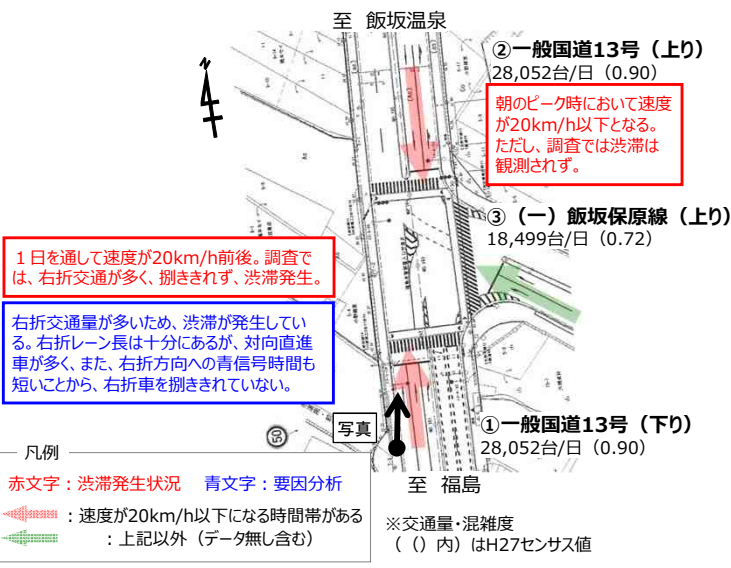 至 飯坂温泉
②一般国道13号（上り）
28,052台/日（0.90）
朝のピーク時において速度
が20km/h以下となる。
ただし、調査では渋滞は
観測されず。
③（一）飯坂保原線（上り）
18,499台/日（0.72）
１日を通して速度が20km/h前後。調査で
は、右折交通が多く、捌ききれず、渋滞発生。
右折交通量が多いため、渋滞が発生してい
る。右折レーン長は十分にあるが、対向直進
車が多く、また、右折方向への青信号時間も
短いことから、右折車を捌ききれていない。
写真
①一般国道13号（下り）
28,052台/日（0.90）
至 福島
50
凡例
赤文字：渋滞発生状況　青文字：要因分析
：速度が20km/h以下になる時間帯がある
：上記以外（データ無し含む）
※交通量・混雑度
（（）内）はH27センサス値